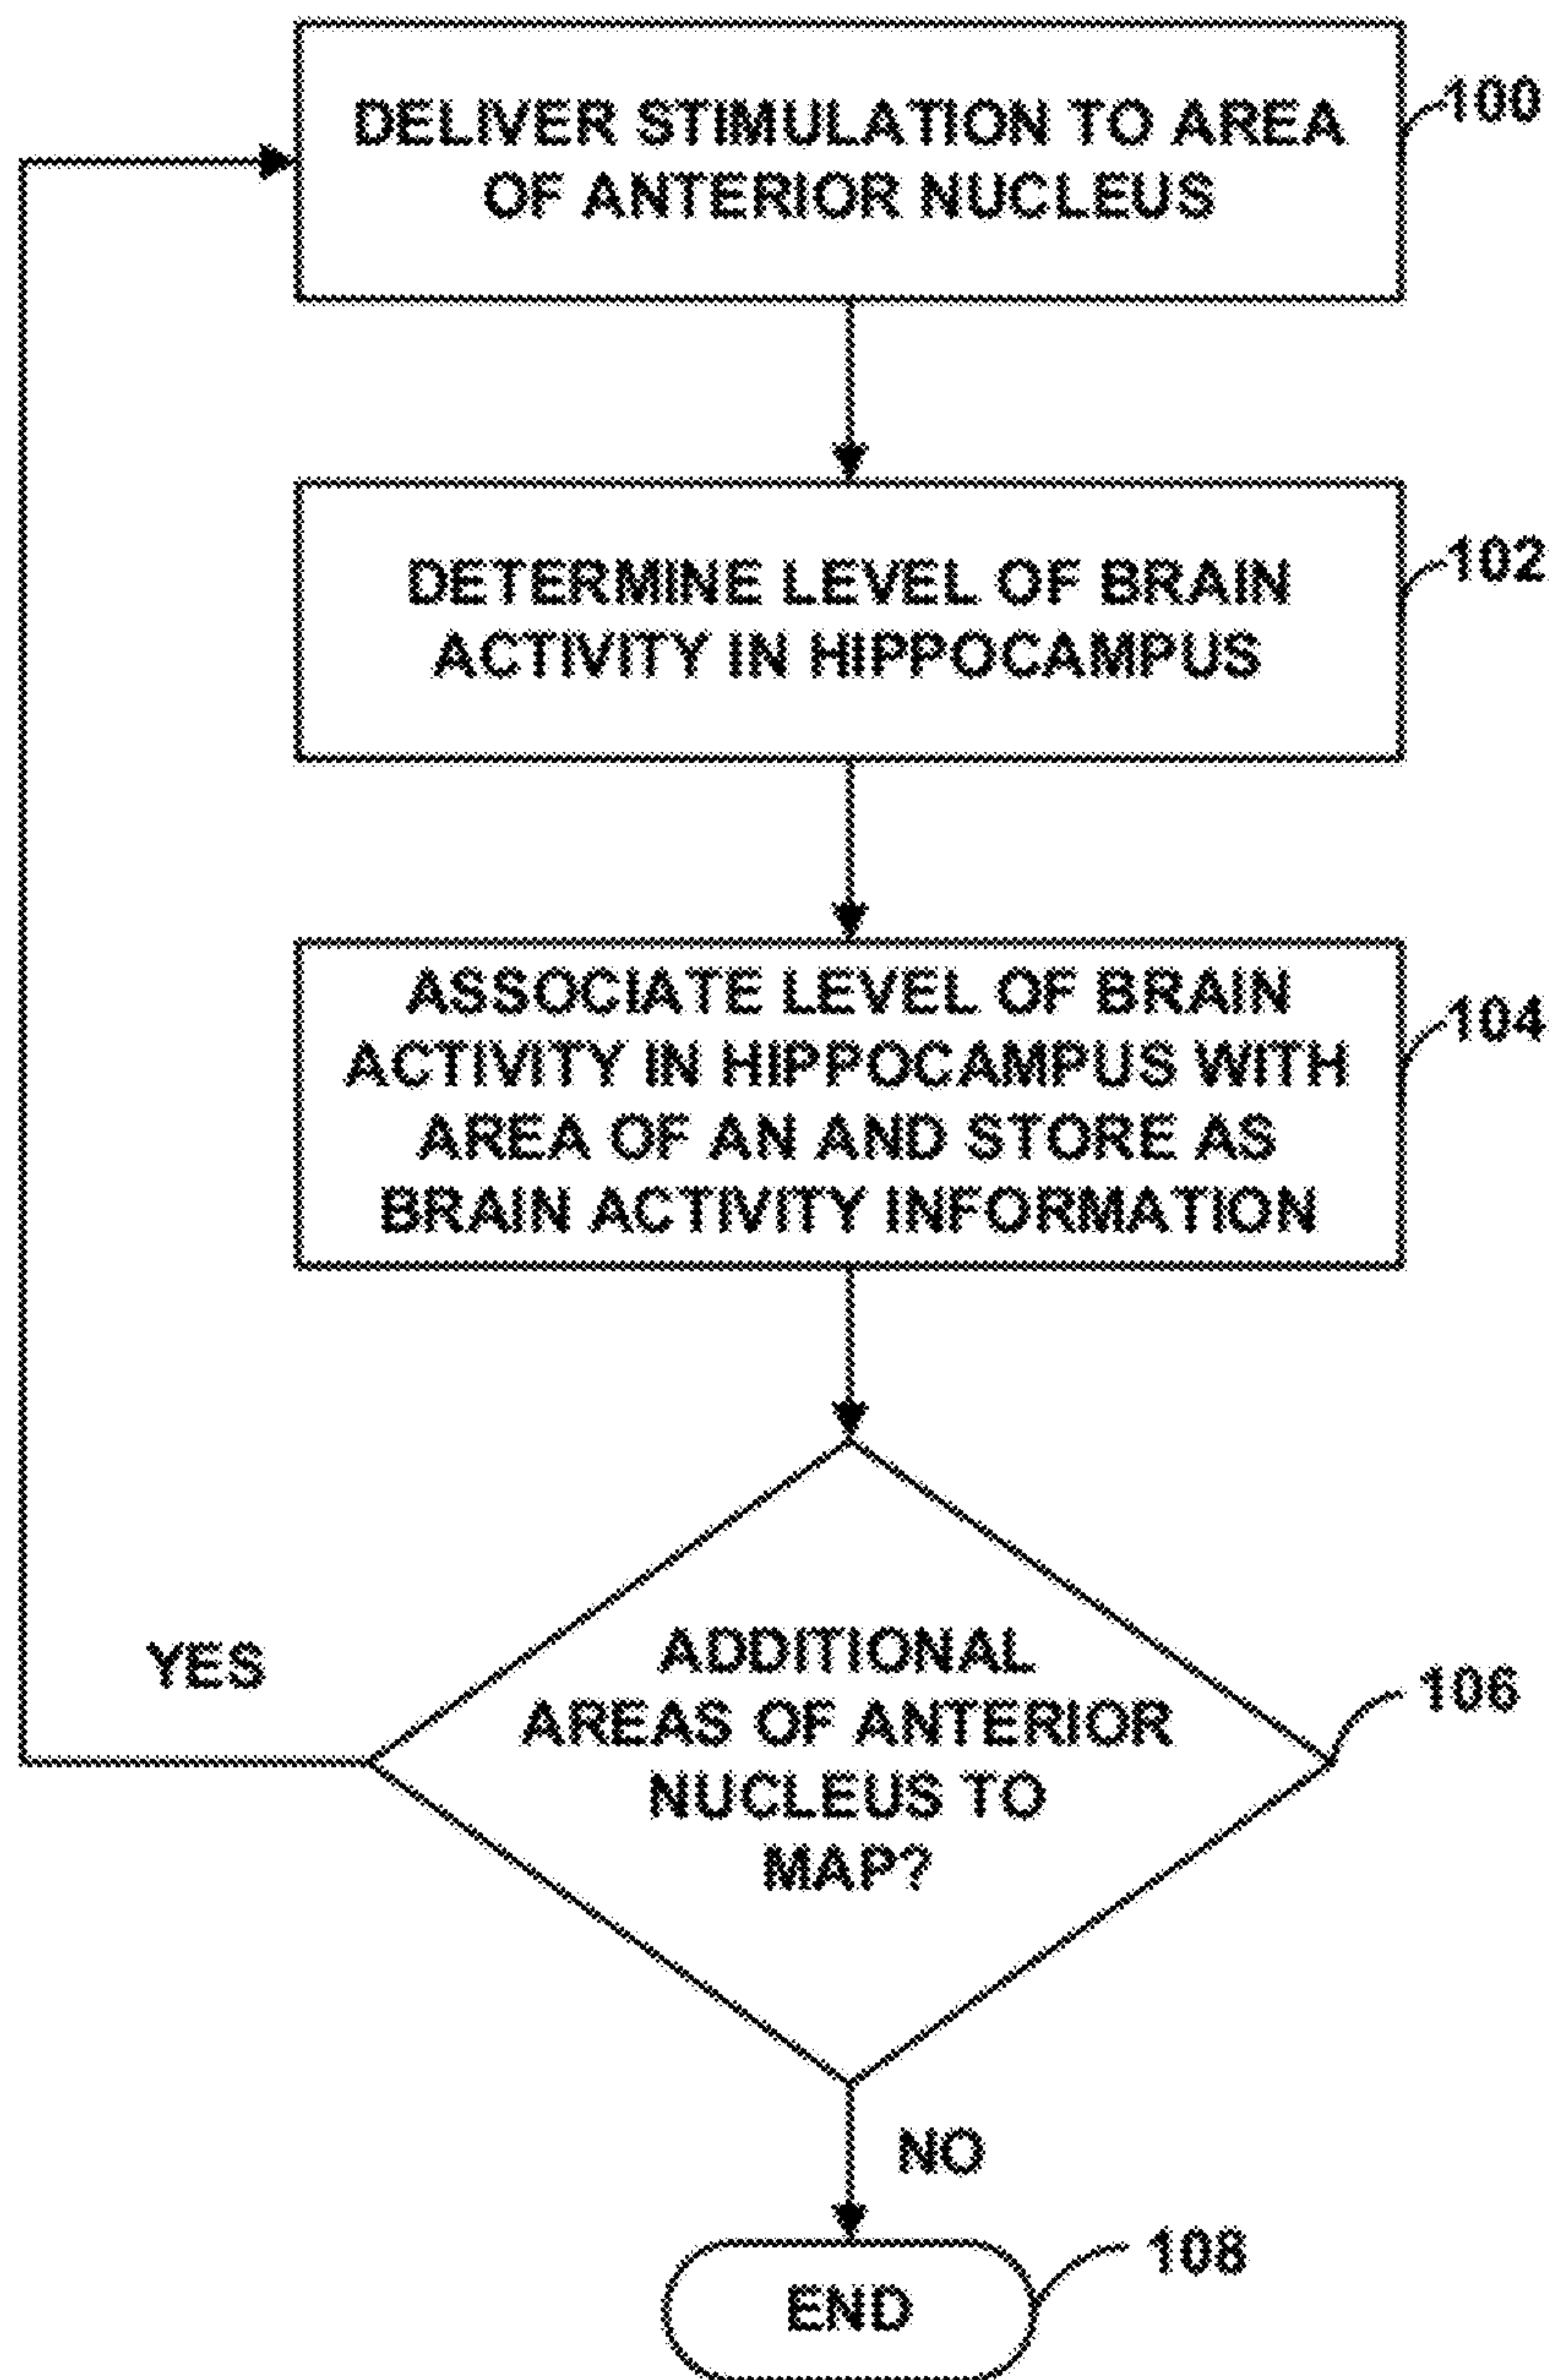 DELIVER STIMULATION TO AREA
OF ANTERIOR NUCLEUS
100
DETERMINE LEVEL OF BRAIN
ACTIVITY IN HIPPOCAMPUS
102
ASSOCIATE LEVEL OF BRAIN
ACTIVITY IN HIPPOCAMPUS WITH
AREA OF AN AND STORE AS
BRAIN ACTIVITY INFORMATION
104
ADDITIONAL
AREAS OF ANTERIOR
NUCLEUS TO
MAP?
106
YES
NO
END
108